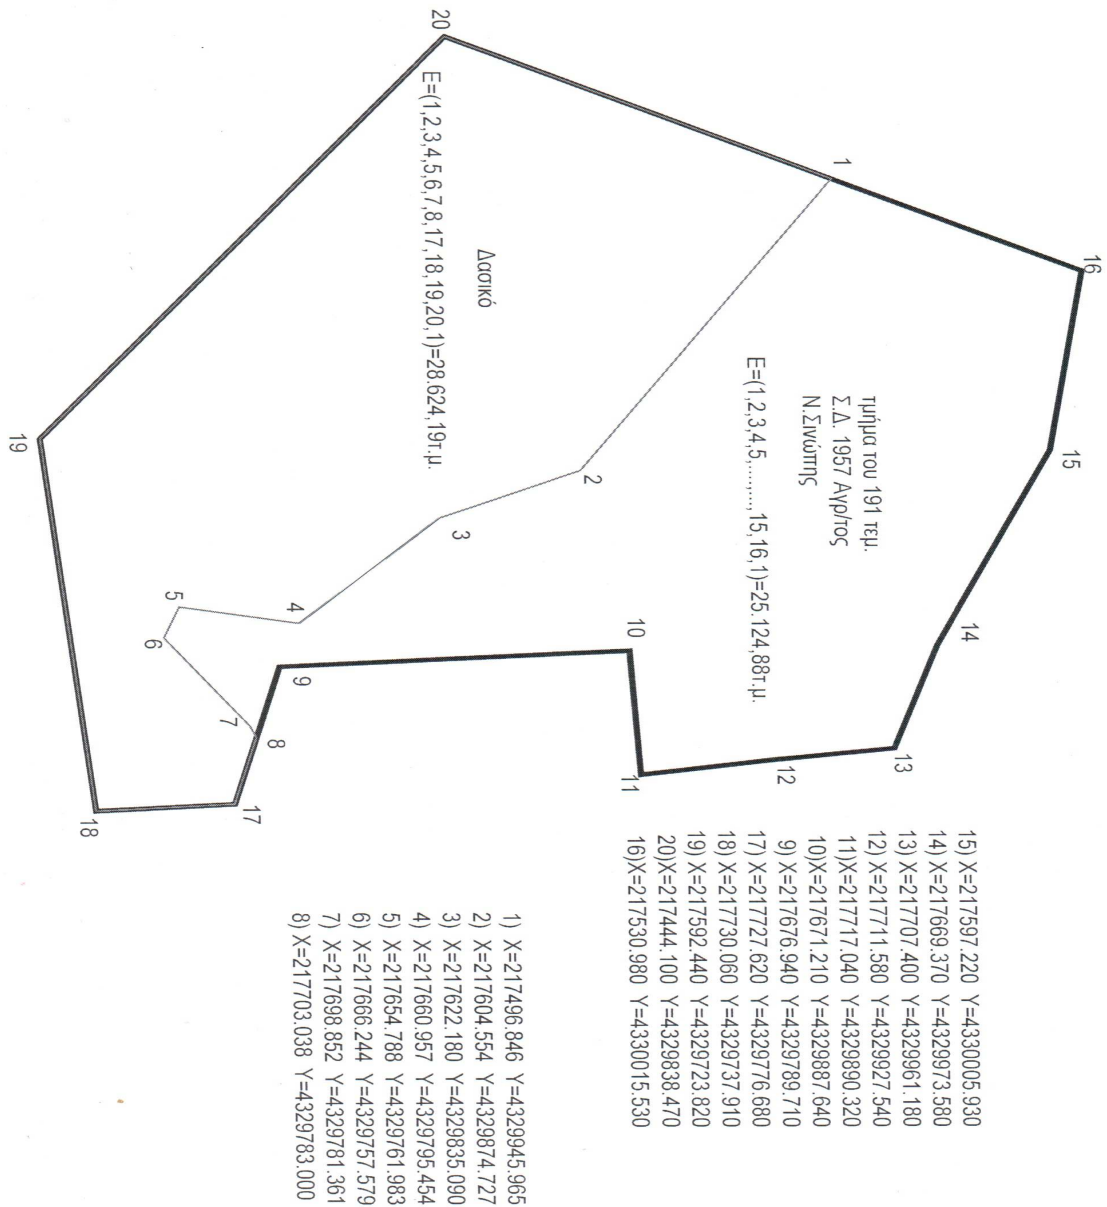 20
1
16
15
14
13
12
11
10
9
8
7
6
5
4
3
2
17
18
19
τμήμα του 191 τεμ.
Σ.Δ. 1957 Αγρ/τος
Ν.Σινώπης
Ε=(1,2,3,4,5,......,15,16,1)=25.124,88τ.μ.
Δασικό
Ε=(1,2,3,4,5,6,7,8,17,18,19,20,1)=28.624,19τ.μ.
15) X=217597.220 Y=4330005.930
14) X=217669.370 Y=4329973.580
13) X=217707.400 Y=4329961.180
12) X=217711.580 Y=4329927.540
11)X=217717.040 Y=4329890.320
10)X=217671.210 Y=4329887.640
9) X=217676.940 Y=4329789.710
17) X=217727.620 Y=4329776.680
18) X=217730.060 Y=4329737.910
19) X=217592.440 Y=4329723.820
20)X=217444.100 Y=4329838.470
16)X=217530.980 Y=4330015.530
1) X=217496.846 Y=4329945.965
2) X=217604.554 Y=4329874.727
3) X=217622.180 Y=4329835.090
4) X=217660.957 Y=4329795.454
5) X=217654.788 Y=4329761.983
6) X=217666.244 Y=4329757.579
7) X=217698.852 Y=4329781.361
8) X=217703.038 Y=4329783.000